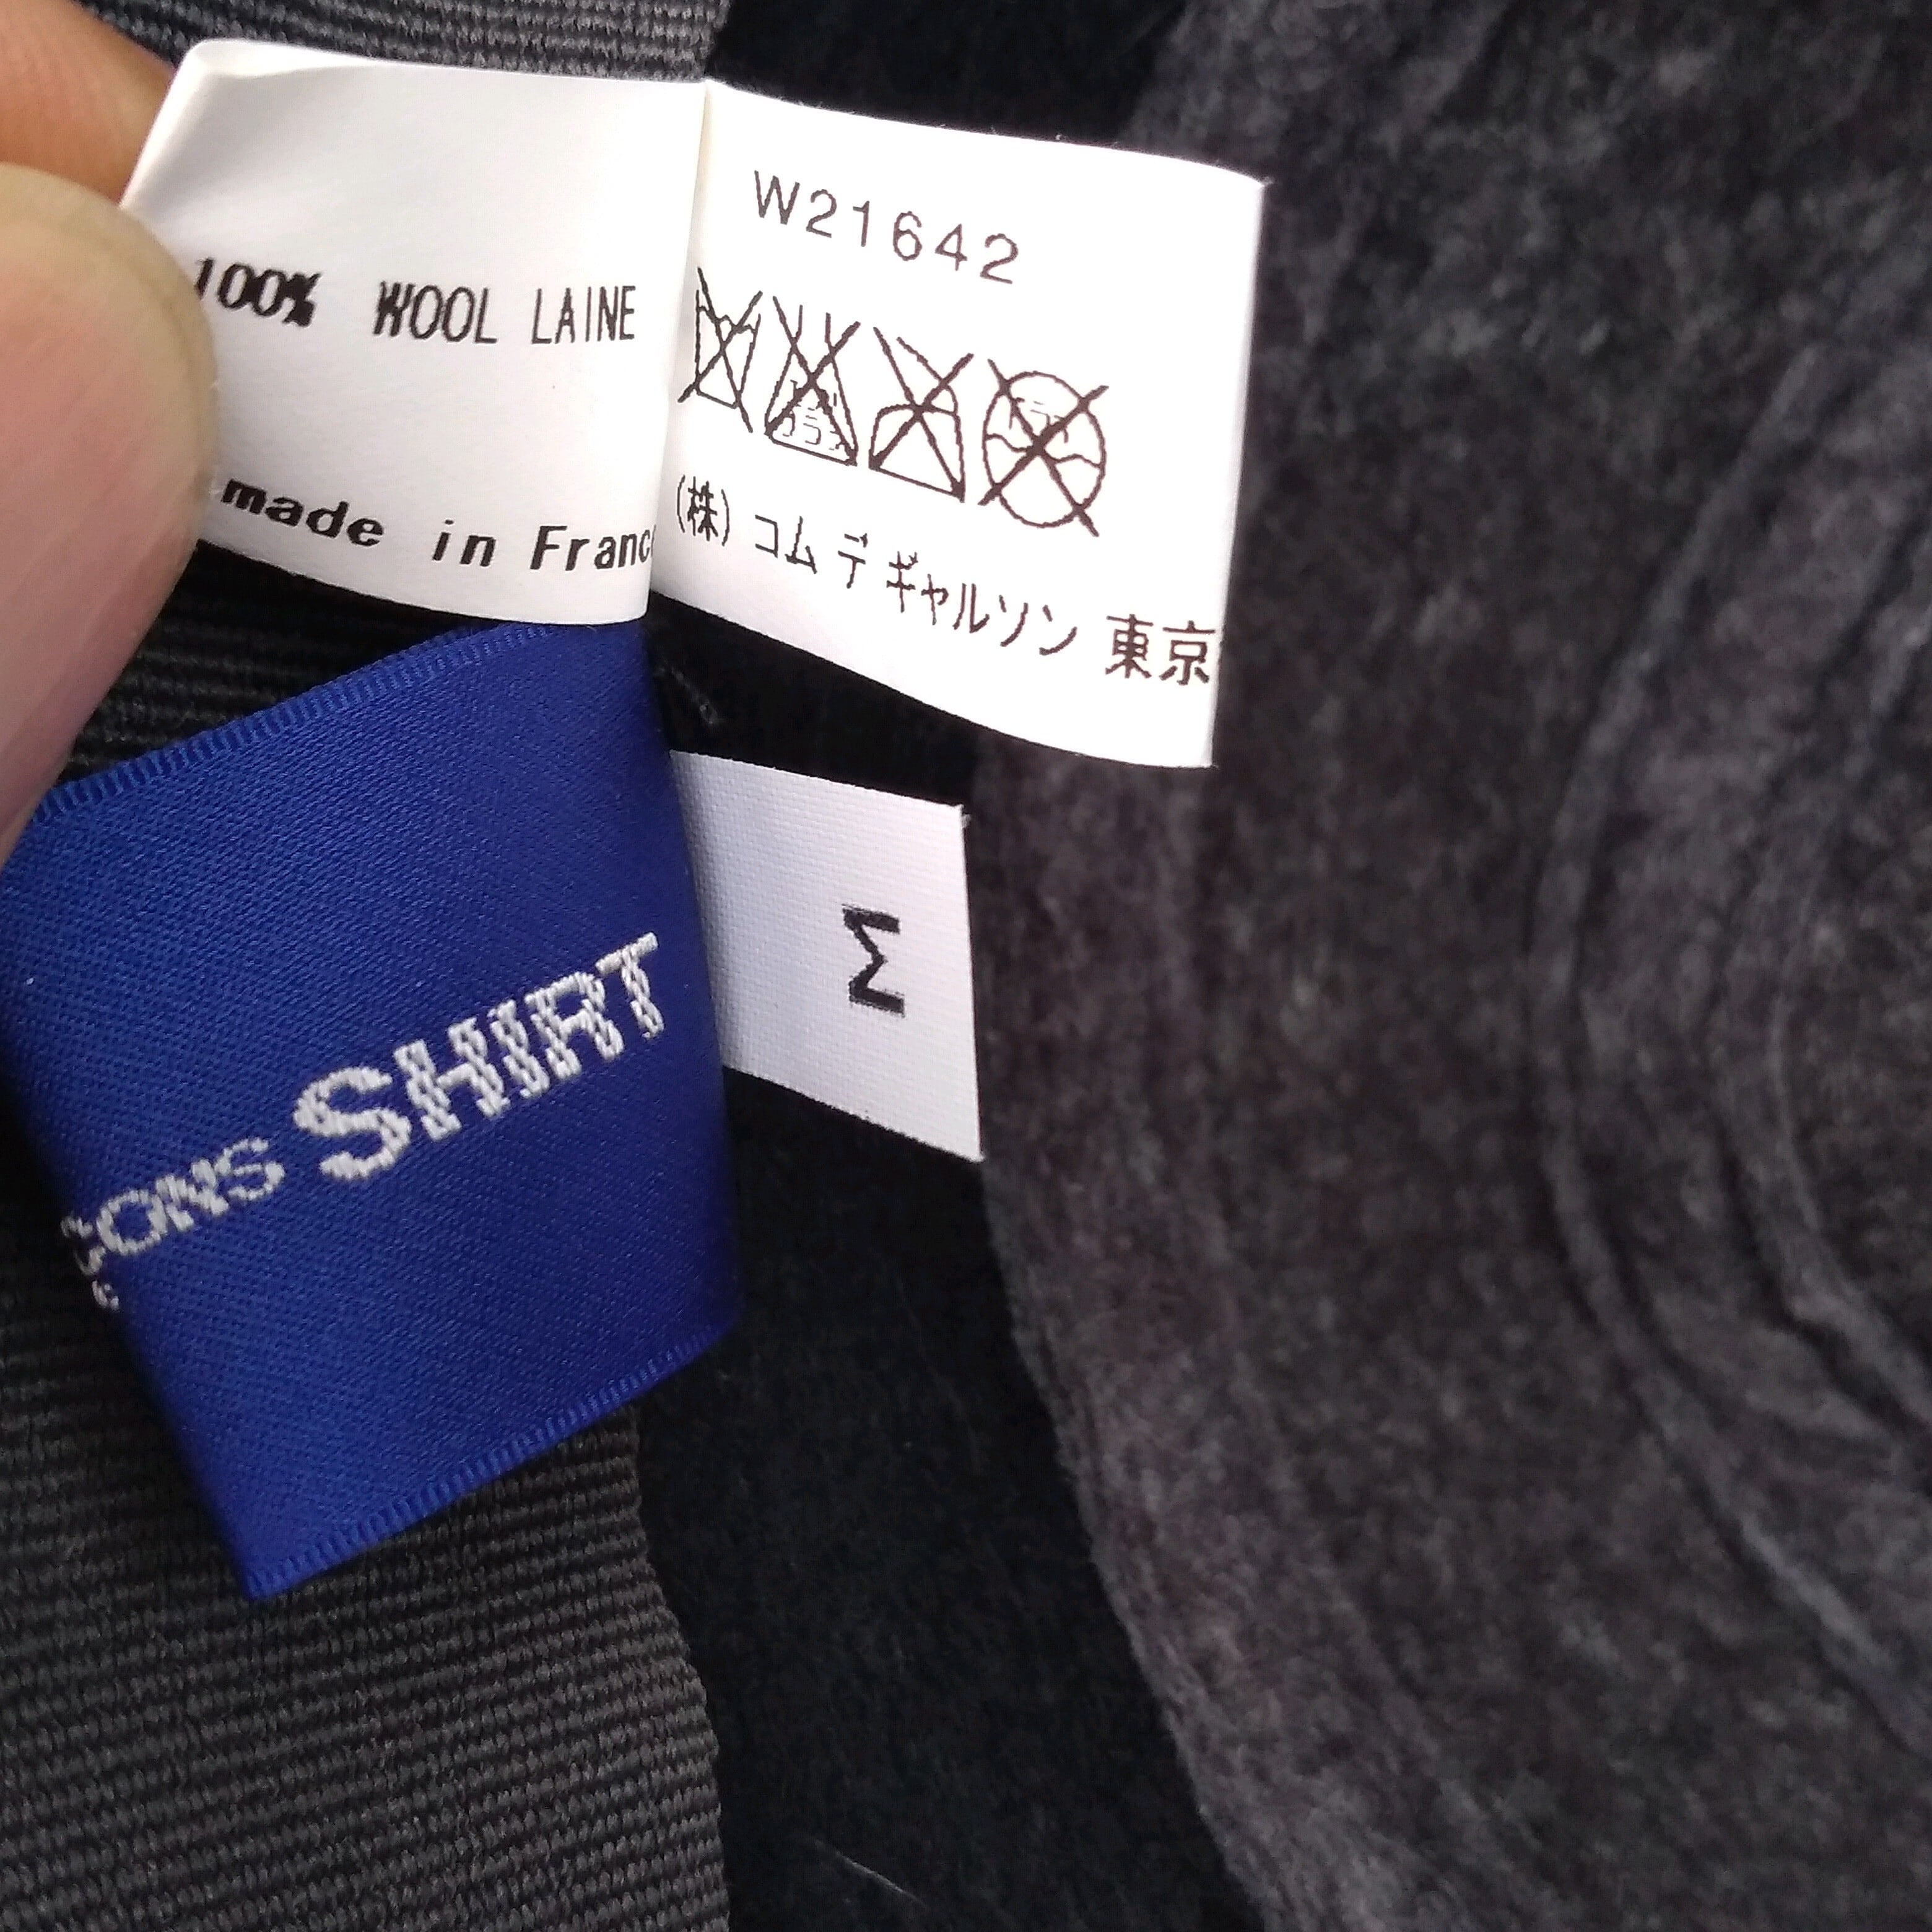 100% WOOL LAINE
made in Franc
W21642
(株) コム デ ギャルソン 東京
M
CONS SHIRT